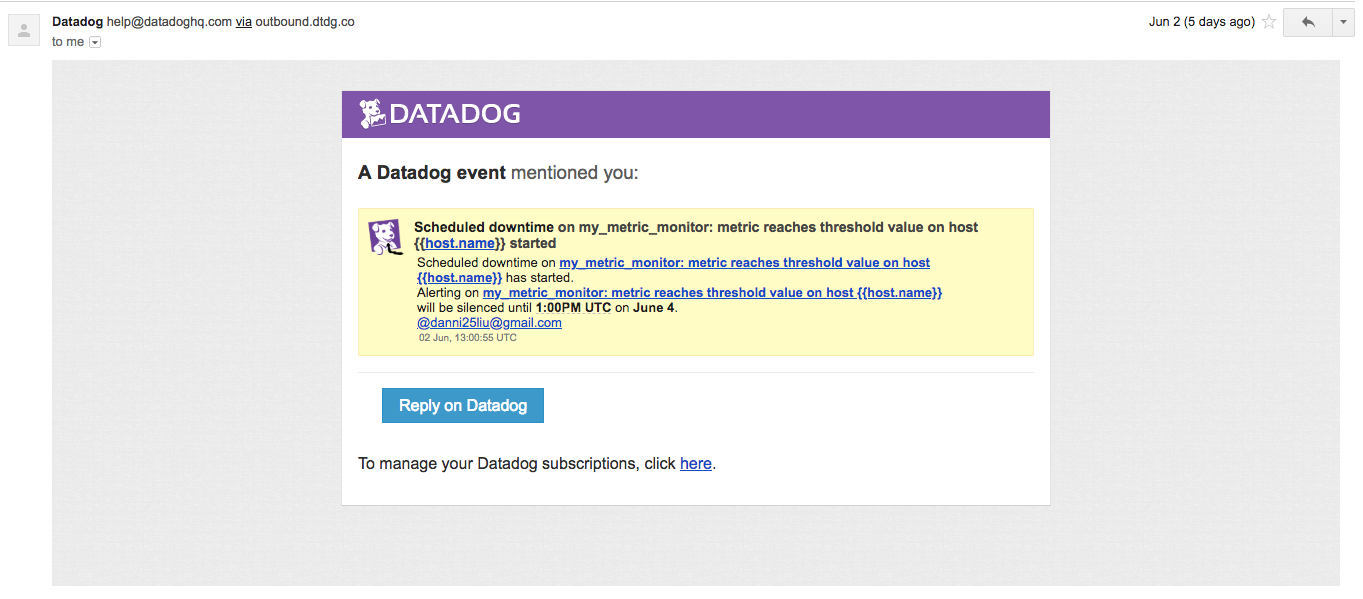 Datadog help@datadoghq.com via outbound.dtdg.co
Jun 2 (5 days ago)
to me
DATADOG
A Datadog event mentioned you:
Scheduled downtime on my_metric_monitor: metric reaches threshold value on host
{{host.name}} started
Scheduled downtime on my_metric_monitor: metric reaches threshold value on host
{{host.name}} has started.
Alerting on my_metric_monitor: metric reaches threshold value on host {{host.name}}
will be silenced until 1:00PM UTC on June 4.
@danni25liu@gmail.com
02 Jun, 13:00:55 UTC
Reply on Datadog
To manage your Datadog subscriptions, click here.